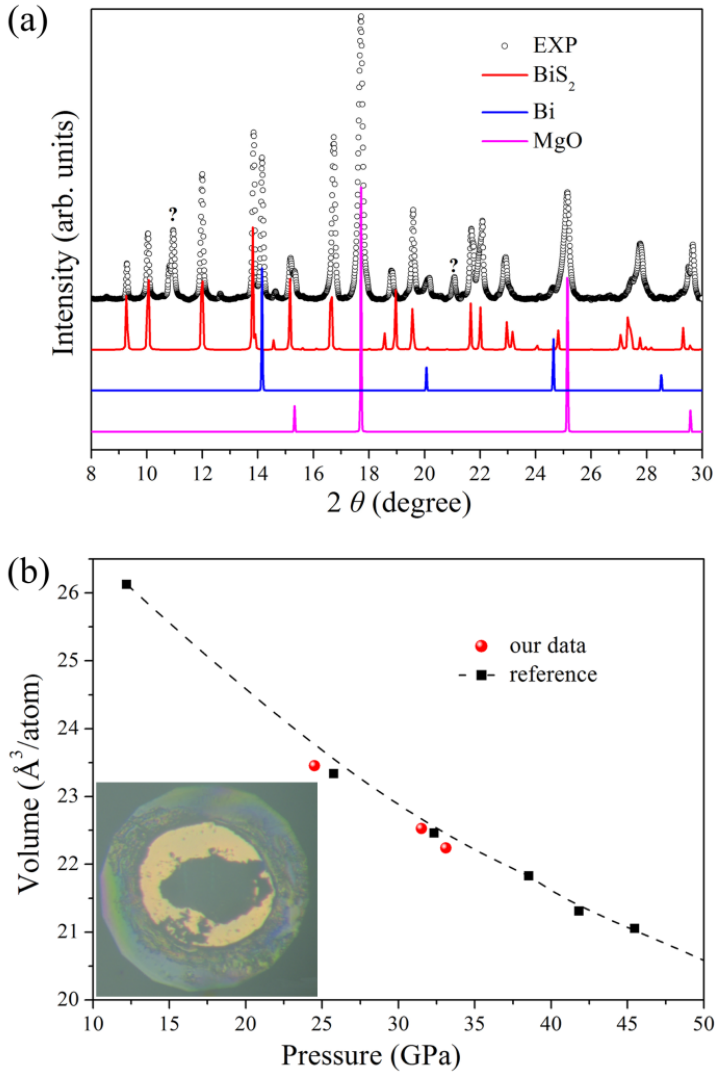 (a)
EXP
BiS2
Bi
MgO
?
?
Intensity (arb. units)
8 10 12 14 16 18 20 22 24 26 28 30
2 θ (degree)
(b)
26
25
24
23
22
21
20
our data
reference
Volume (Å3/atom)
10 15 20 25 30 35 40 45 50
Pressure (GPa)